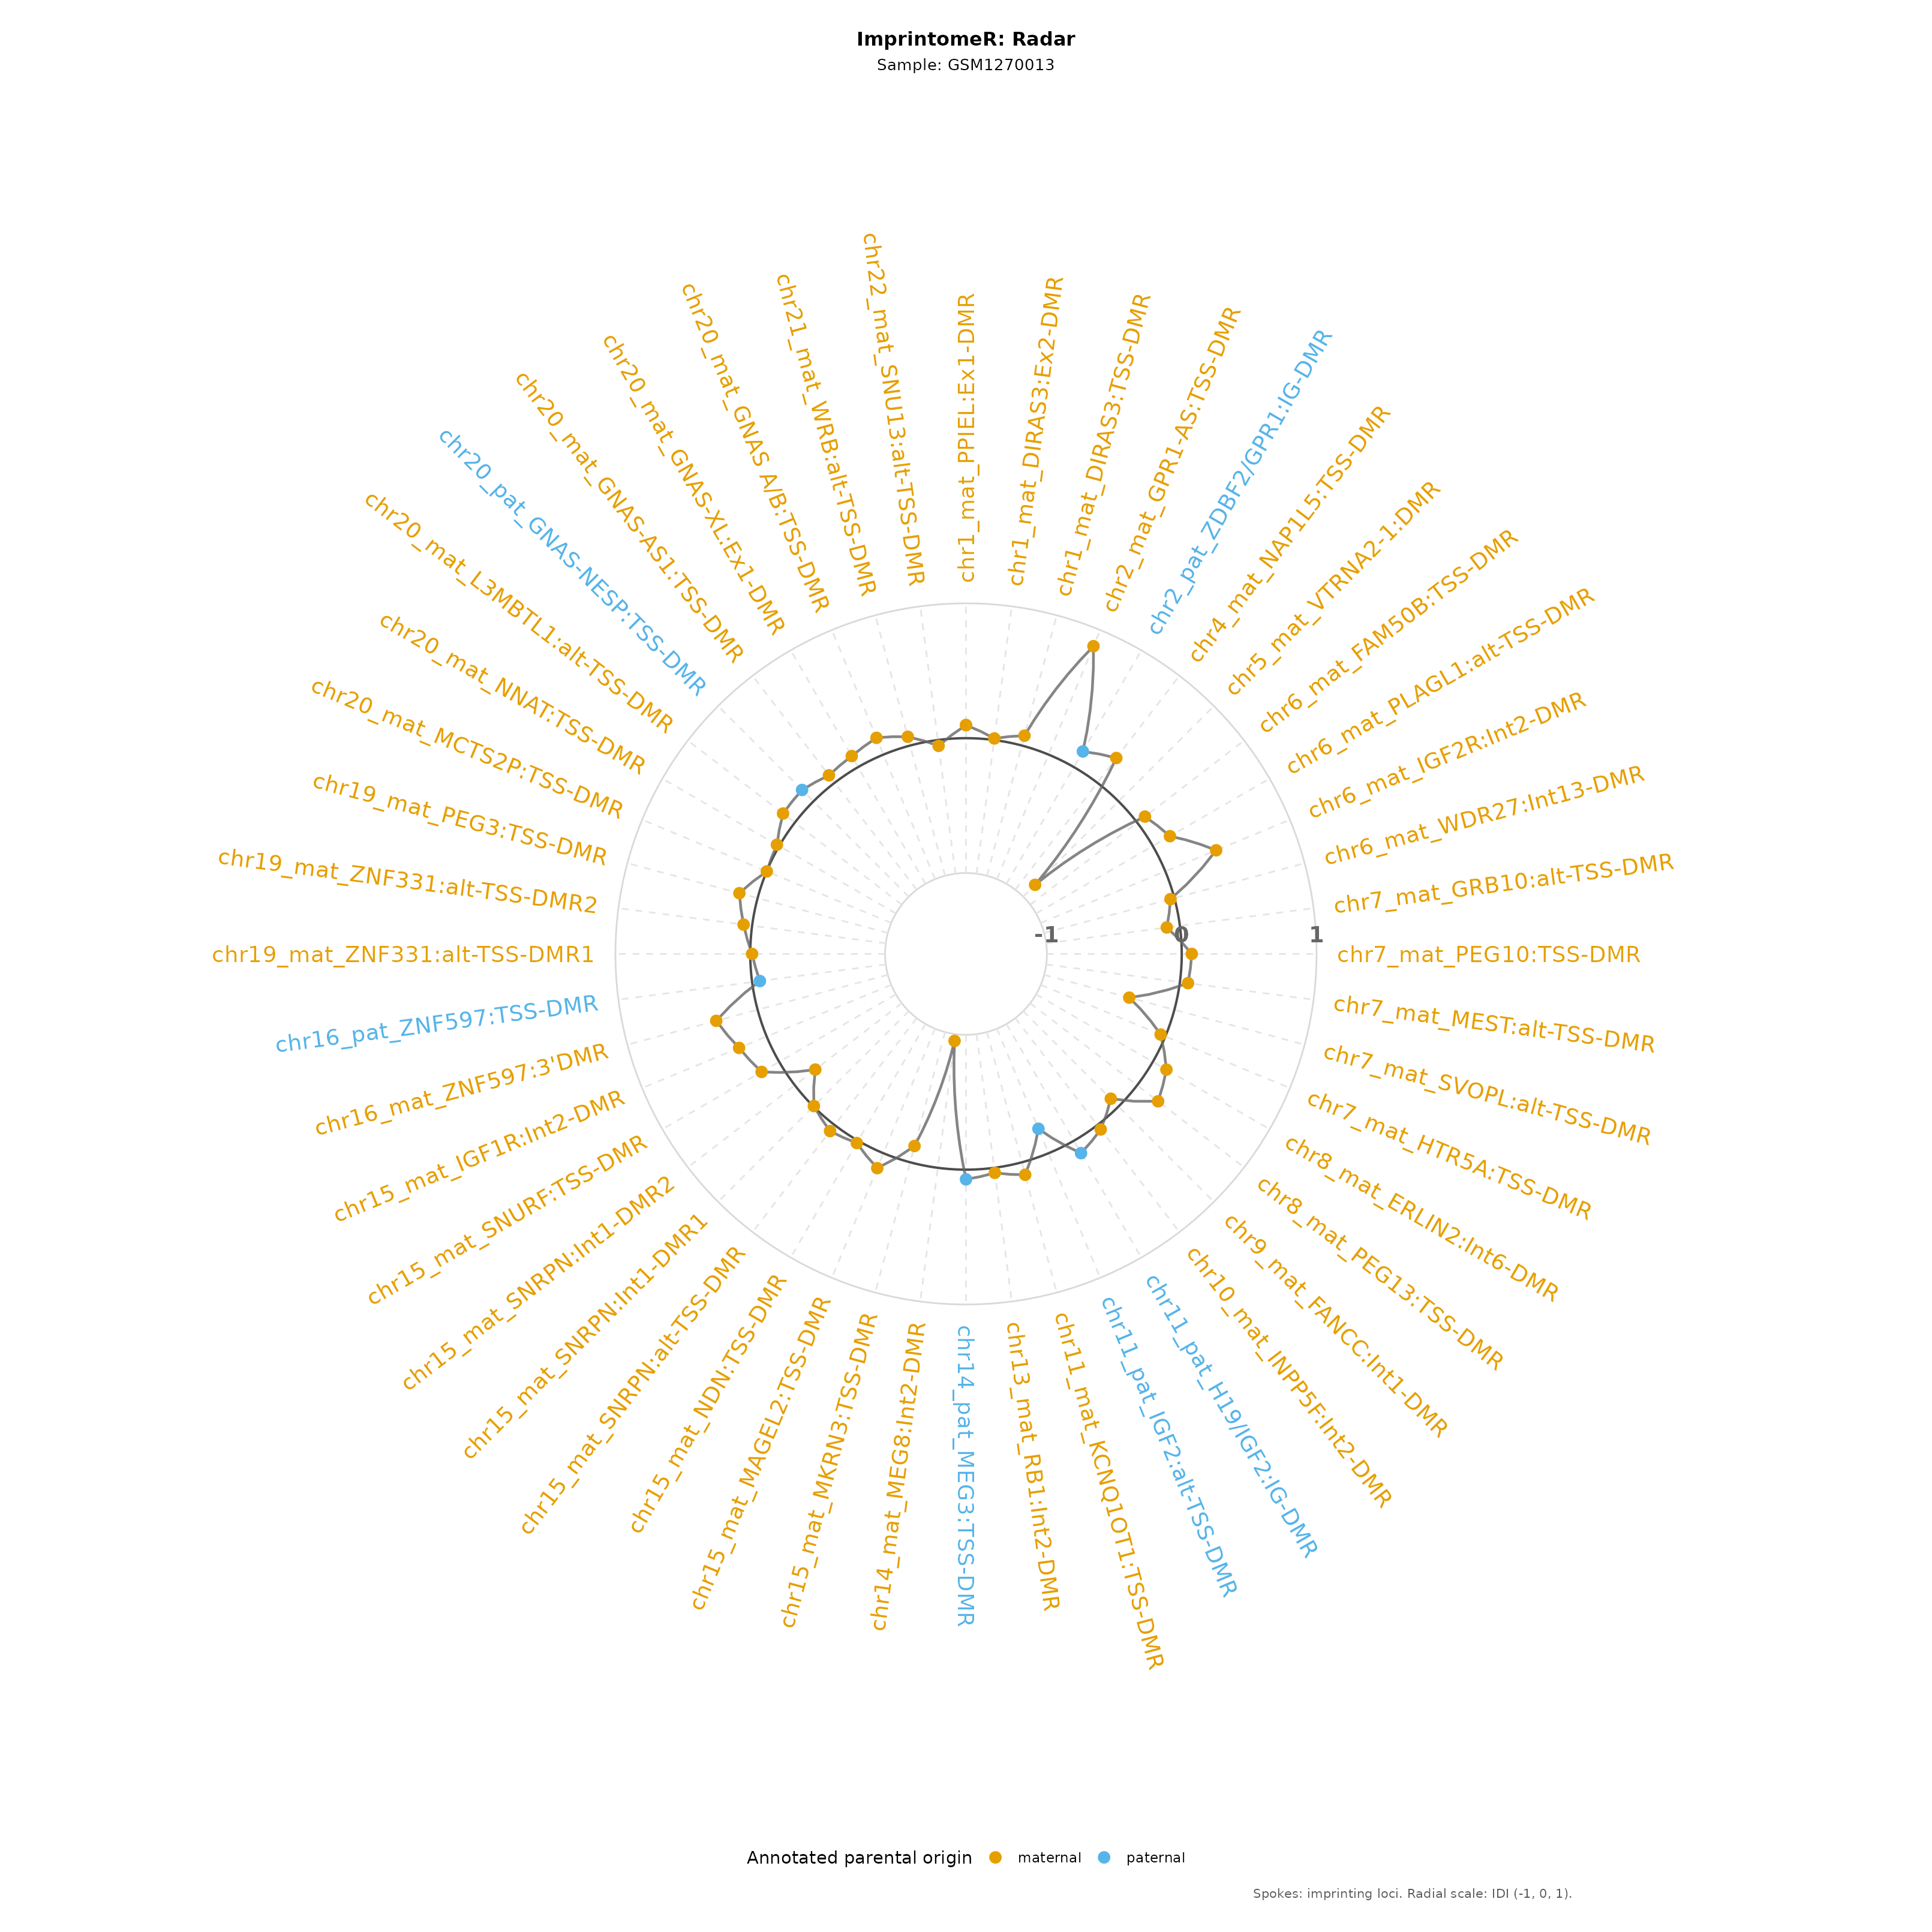 ImprintomeR: Radar
Sample: GSM1270013
chr1_mat_PPIEL:Ex1-DMR
chr1_mat_DIRAS3:Ex2-DMR
chr1_mat_DIRAS3:TSS-DMR
chr2_mat_GPR1-AS:TSS-DMR
chr2_pat_ZDBF2/GPR1:IG-DMR
chr4_mat_NAP1L5:TSS-DMR
chr5_mat_VTRNA2-1:DMR
chr6_mat_FAM50B:TSS-DMR
chr6_mat_PLAGL1:alt-TSS-DMR
chr6_mat_IGF2R:Int2-DMR
chr6_mat_WDR27:Int13-DMR
chr7_mat_GRB10:alt-TSS-DMR
chr7_mat_PEG10:TSS-DMR
chr7_mat_MEST:alt-TSS-DMR
chr7_mat_SVOPL:alt-TSS-DMR
chr7_mat_HTR5A:TSS-DMR
chr8_mat_ERLIN2:Int6-DMR
chr8_mat_PEG13:TSS-DMR
chr9_mat_FANCC:Int1-DMR
chr10_mat_INPP5F:Int2-DMR
chr11_pat_H19/IGF2:IG-DMR
chr11_pat_IGF2:alt-TSS-DMR
chr11_mat_KCNQ1OT1:TSS-DMR
chr13_mat_RB1:Int2-DMR
chr14_pat_MEG3:TSS-DMR
chr14_mat_MEG8:Int2-DMR
chr15_mat_MKRN3:TSS-DMR
chr15_mat_MAGEL2:TSS-DMR
chr15_mat_NDN:TSS-DMR
chr15_mat_SNRPN:alt-TSS-DMR
chr15_mat_SNRPN:Int1-DMR1
chr15_mat_SNRPN:Int1-DMR2
chr15_mat_SNURF:TSS-DMR
chr15_mat_IGF1R:Int2-DMR
chr16_mat_ZNF597:3'DMR
chr16_pat_ZNF597:TSS-DMR
chr19_mat_ZNF331:alt-TSS-DMR1
chr19_mat_ZNF331:alt-TSS-DMR2
chr19_mat_PEG3:TSS-DMR
chr20_mat_MCTS2P:TSS-DMR
chr20_mat_NNAT:TSS-DMR
chr20_mat_L3MBTL1:alt-TSS-DMR
chr20_pat_GNAS-NESP:TSS-DMR
chr20_mat_GNAS-AS1:TSS-DMR
chr20_mat_GNAS-XL:Ex1-DMR
chr20_mat_GNAS A/B:TSS-DMR
chr21_mat_WRB:alt-TSS-DMR
chr22_mat_SNU13:alt-TSS-DMR
-1 0 1
Annotated parental origin maternal paternal
Spokes: imprinting loci. Radial scale: IDI (-1, 0, 1).